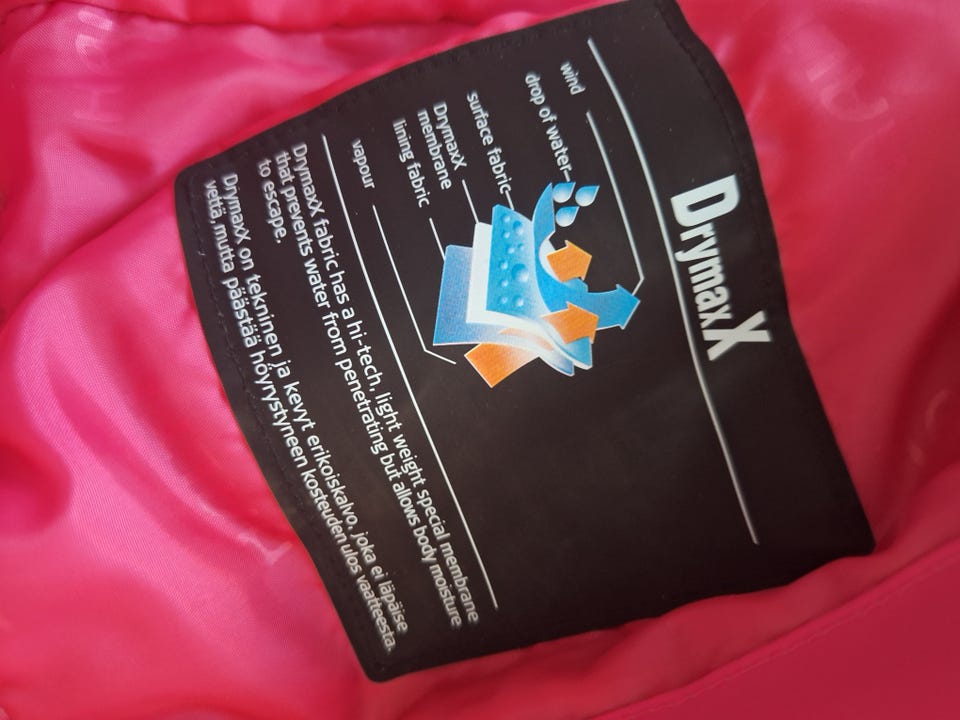 DrymaxX
wind
drop of water
surface fabric
DrymaxX
membrane
lining fabric
vapour
DrymaxX fabric has a hi-tech, light weight special membrane
that prevents water from penetrating but allows body moisture
to escape.
DrymaxX on tekninen ja kevyt erikoiskalvo, joka ei läpäise
vettä, mutta päästää höyrystyneen kosteuden ulos vaatteesta.